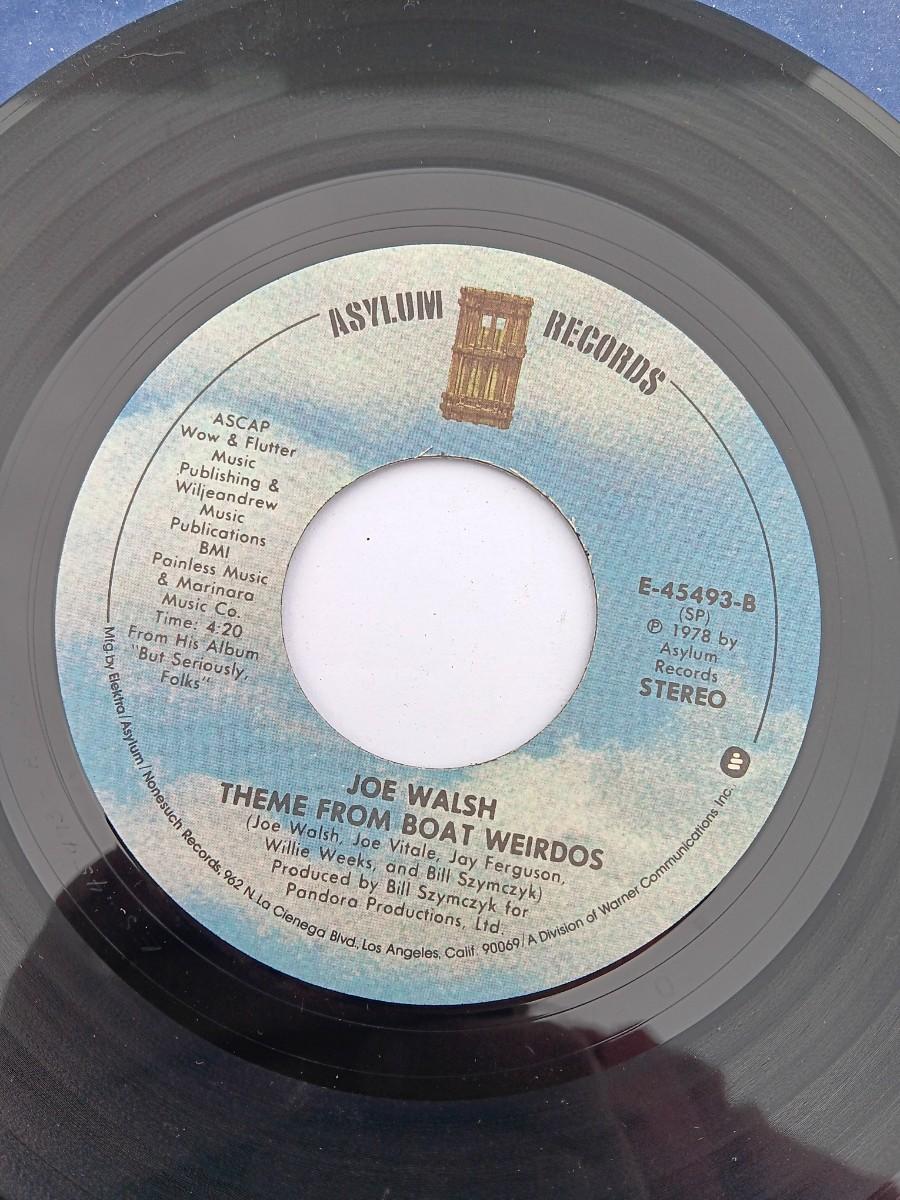 ASYLUM RECORDS
ASCAP
Wow & Flutter
Music
Publishing &
Wiljeandrew
Music
Publications
BMI
Painless Music
& Marinara
Music Co.
Time: 4:20
From His Album
"But Seriously,
Folks"
E-45493-B
(SP)
℗ 1978 by
Asylum
Records
STEREO
JOE WALSH
THEME FROM BOAT WEIRDOS
(Joe Walsh, Joe Vitale, Jay Ferguson,
Willie Weeks, and Bill Szymczyk)
Produced by Bill Szymczyk for
Pandora Productions, Ltd.
Mfg by Elektra/Asylum/Nonesuch Records, 962 N. La Cienega Blvd., Los Angeles, Calif. 90069/A Division of Warner Communications Inc.